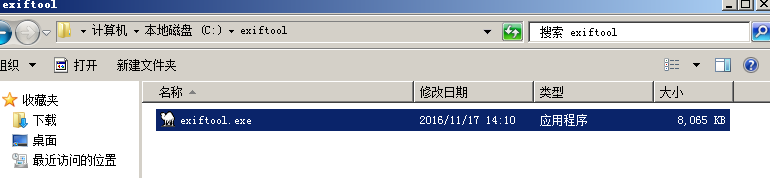 exiftool
计算机 本地磁盘 (C:) exiftool 搜索 exiftool
组织 打开 新建文件夹
收藏夹 名称 修改日期 类型 大小
下载 exiftool.exe 2016/11/17 14:10 应用程序 8,065 KB
桌面
最近访问的位置